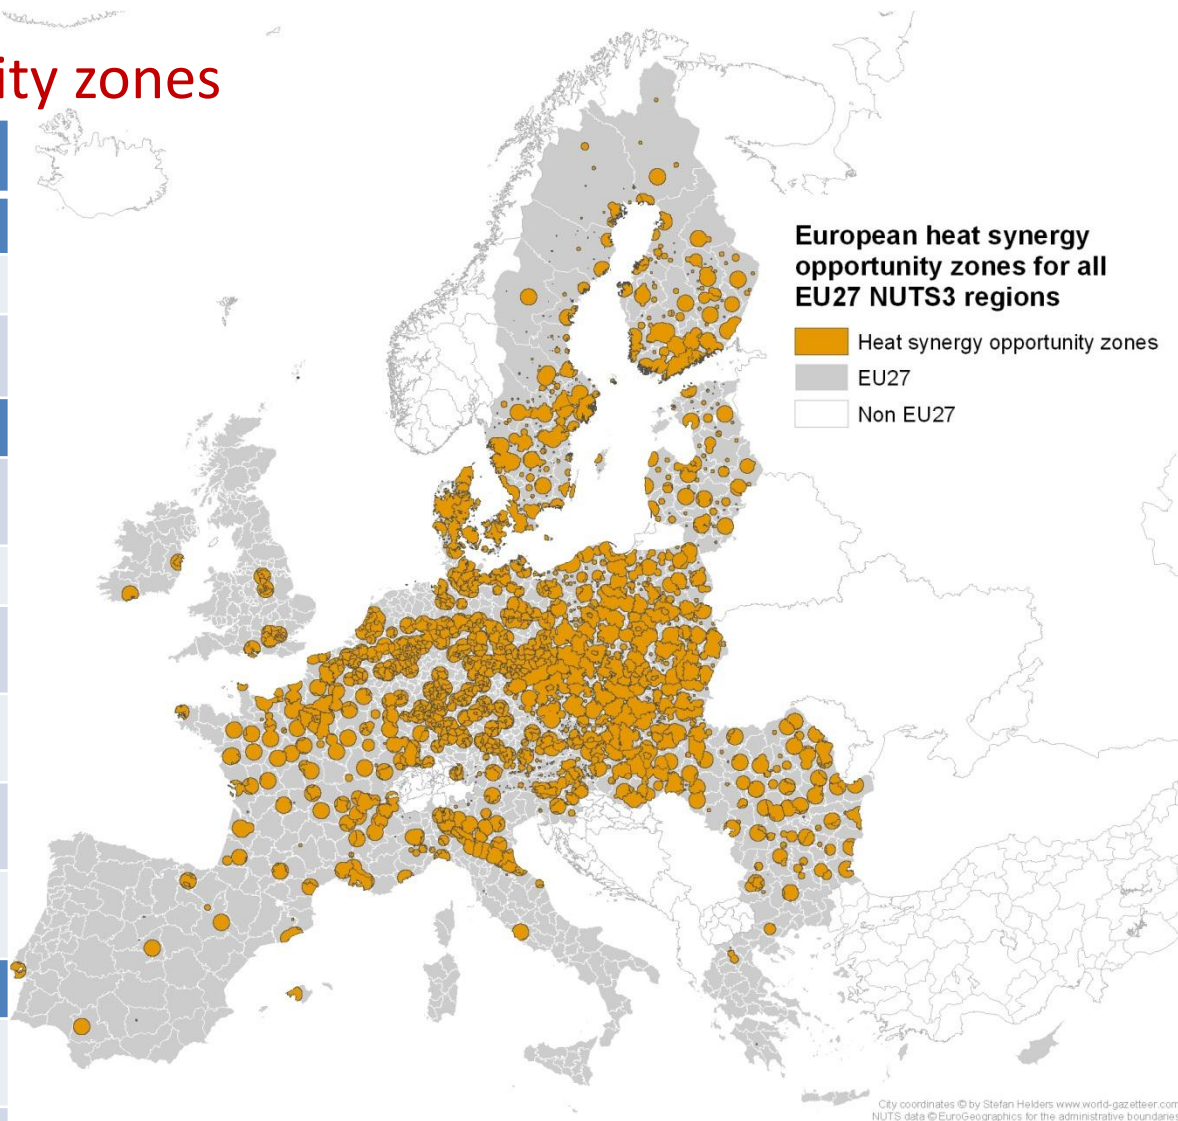 ity zones
European heat synergy
opportunity zones for all
EU27 NUTS3 regions
Heat synergy opportunity zones
EU27
Non EU27
City coordinates © by Stefan Helders www.world-gazetteer.com
NUTS data © EuroGeographics for the administrative boundaries